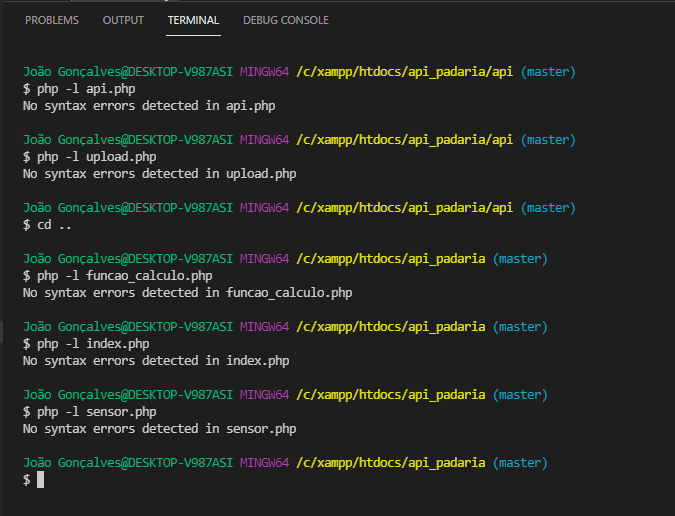 PROBLEMS OUTPUT TERMINAL DEBUG CONSOLE
João Gonçalves@DESKTOP-V987ASI MINGW64 /c/xampp/htdocs/api_padaria/api (master)
$ php -l api.php
No syntax errors detected in api.php
João Gonçalves@DESKTOP-V987ASI MINGW64 /c/xampp/htdocs/api_padaria/api (master)
$ php -l upload.php
No syntax errors detected in upload.php
João Gonçalves@DESKTOP-V987ASI MINGW64 /c/xampp/htdocs/api_padaria/api (master)
$ cd ..
João Gonçalves@DESKTOP-V987ASI MINGW64 /c/xampp/htdocs/api_padaria (master)
$ php -l funcao_calculo.php
No syntax errors detected in funcao_calculo.php
João Gonçalves@DESKTOP-V987ASI MINGW64 /c/xampp/htdocs/api_padaria (master)
$ php -l index.php
No syntax errors detected in index.php
João Gonçalves@DESKTOP-V987ASI MINGW64 /c/xampp/htdocs/api_padaria (master)
$ php -l sensor.php
No syntax errors detected in sensor.php
João Gonçalves@DESKTOP-V987ASI MINGW64 /c/xampp/htdocs/api_padaria (master)
$